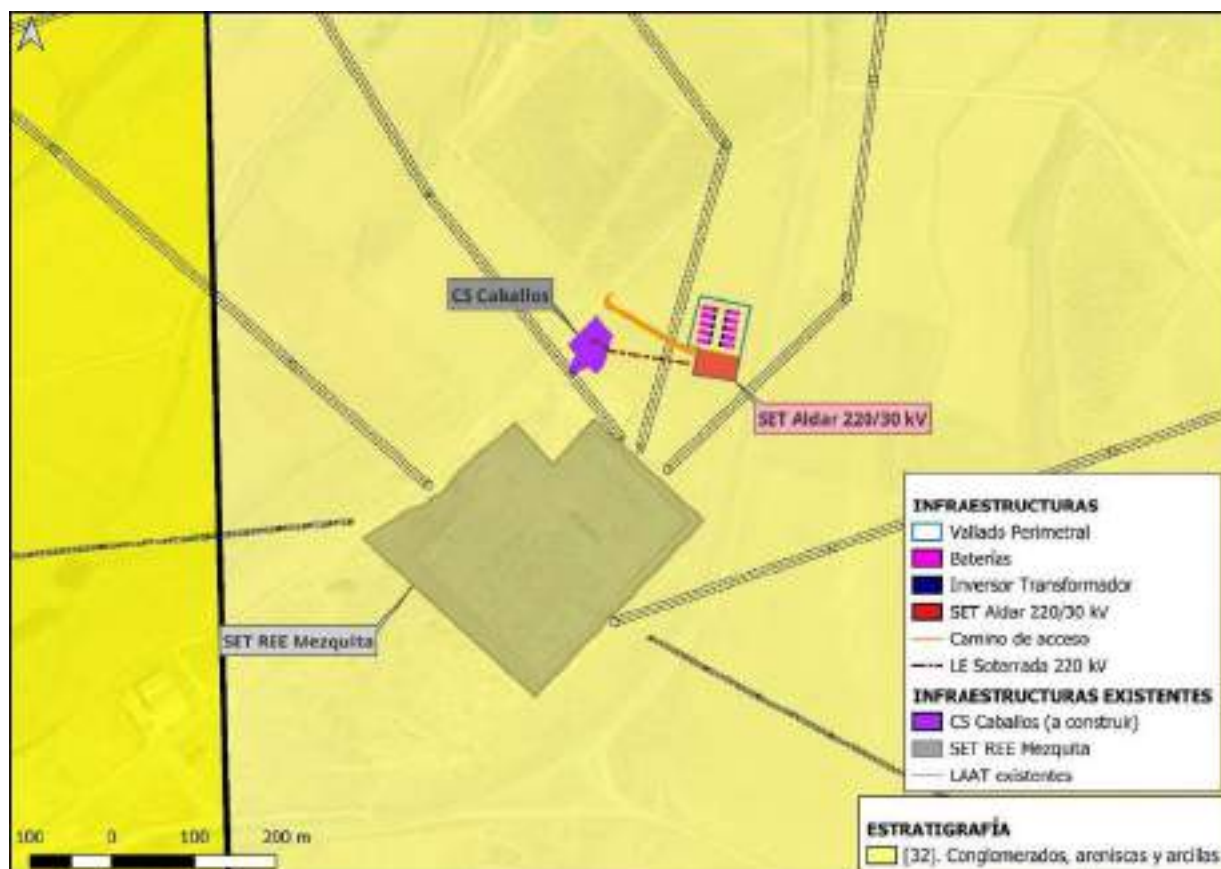 CS Caballos
SET Aldar 220/30 kV
SET REE Mezquita
INFRAESTRUCTURAS
Vallado Perimetral
Baterías
Inversor Transformador
SET Aldar 220/30 kV
Camino de acceso
LE Soterrada 220 kV
INFRAESTRUCTURAS EXISTENTES
CS Caballos (a construir)
SET REE Mezquita
LAAT existentes
ESTRATIGRAFÍA
[32]. Conglomerados, areniscas y arcillas
100 0 100 200 m